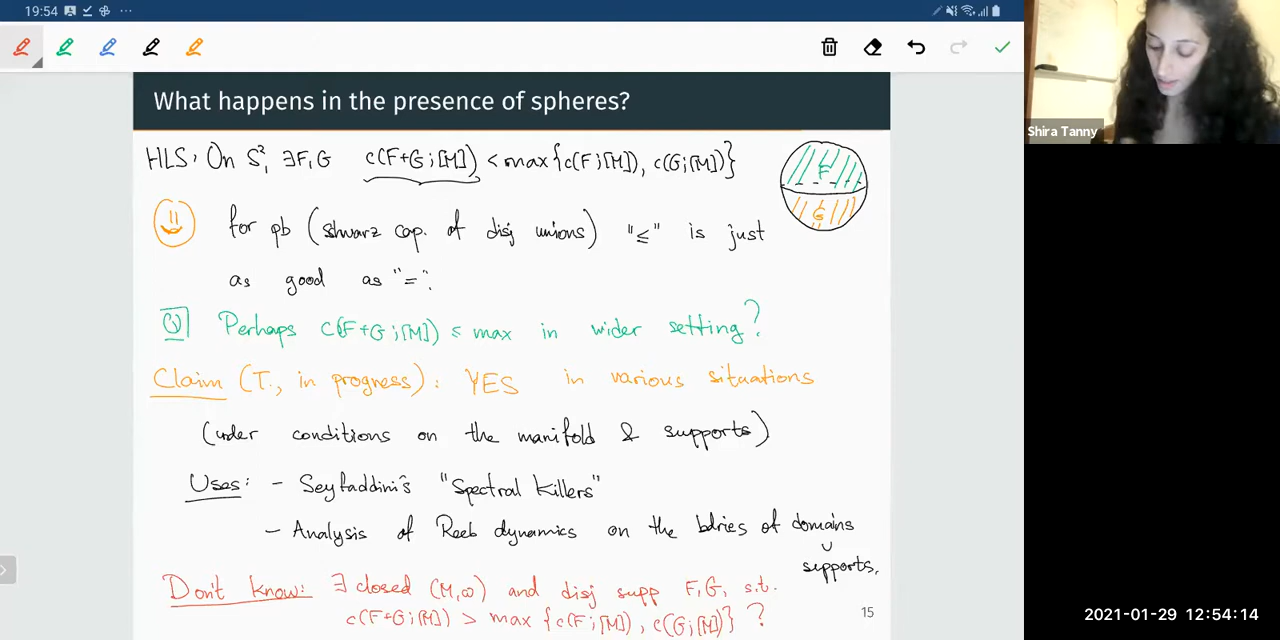 19:54
Shira Tanny
What happens in the presence of spheres?
HLS: On S², ∃F,G c(F+G;[M]) < max{c(F;[M]), c(G;[M])}
F
G
for pb (shwarz cap. of disj unions) "≤" is just
as good as "=".
Q Perhaps c(F+G;[M]) ≤ max in wider setting?
Claim (T., in progress): YES in various situations
(under conditions on the manifold & supports)
Uses: - Seyfaddini's "Spectral Killers"
- Analysis of Reeb dynamics on the bdries of domains
supports.
Don't know: ∃ closed (M,ω) and disj supp F,G, s.t.
c(F+G;[M]) > max {c(F;[M]), c(G;[M])} ?
15
2021-01-29 12:54:14